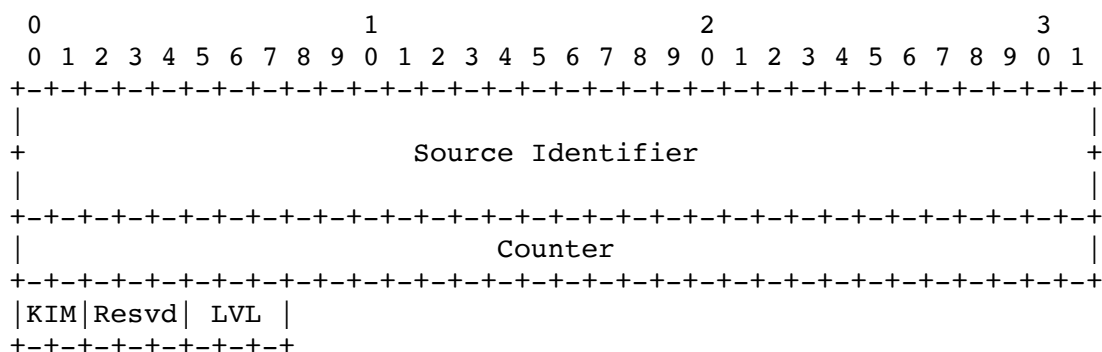 0                   1                   2                   3
 0 1 2 3 4 5 6 7 8 9 0 1 2 3 4 5 6 7 8 9 0 1 2 3 4 5 6 7 8 9 0 1
+-+-+-+-+-+-+-+-+-+-+-+-+-+-+-+-+-+-+-+-+-+-+-+-+-+-+-+-+-+-+-+-+
|                                                               |
+                       Source Identifier                       +
|                                                               |
+-+-+-+-+-+-+-+-+-+-+-+-+-+-+-+-+-+-+-+-+-+-+-+-+-+-+-+-+-+-+-+-+
|                            Counter                            |
+-+-+-+-+-+-+-+-+-+-+-+-+-+-+-+-+-+-+-+-+-+-+-+-+-+-+-+-+-+-+-+-+
|KIM|Resvd| LVL |
+-+-+-+-+-+-+-+-+